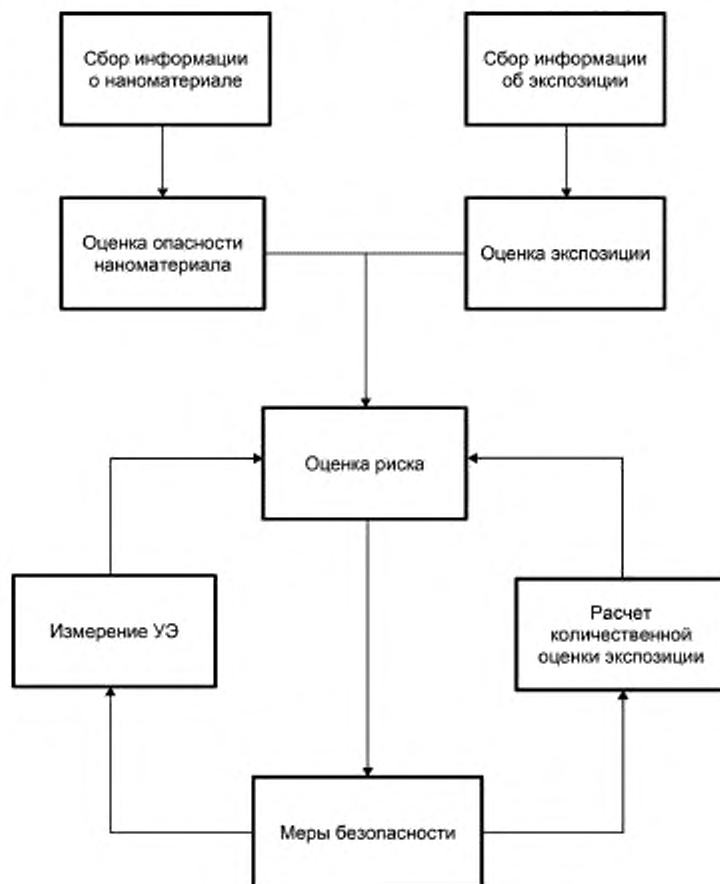 Сбор информации
о наноматериале
Сбор информации
об экспозиции
Оценка опасности
наноматериала
Оценка экспозиции
Оценка риска
Измерение УЭ
Расчет
количественной
оценки экспозиции
Меры безопасности